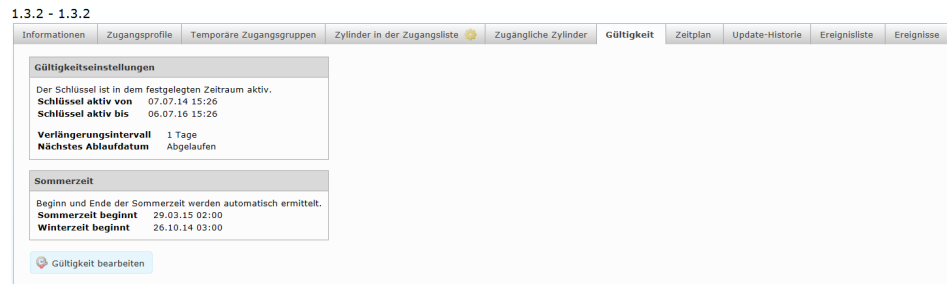 1.3.2 - 1.3.2
Informationen Zugangsprofile Temporäre Zugangsgruppen Zylinder in der Zugangsliste Zugängliche Zylinder Gültigkeit Zeitplan Update-Historie Ereignisliste Ereignisse
Gültigkeitseinstellungen
Der Schlüssel ist in dem festgelegten Zeitraum aktiv.
Schlüssel aktiv von 07.07.14 15:26
Schlüssel aktiv bis 06.07.16 15:26
Verlängerungsintervall 1 Tage
Nächstes Ablaufdatum Abgelaufen
Sommerzeit
Beginn und Ende der Sommerzeit werden automatisch ermittelt.
Sommerzeit beginnt 29.03.15 02:00
Winterzeit beginnt 26.10.14 03:00
Gültigkeit bearbeiten